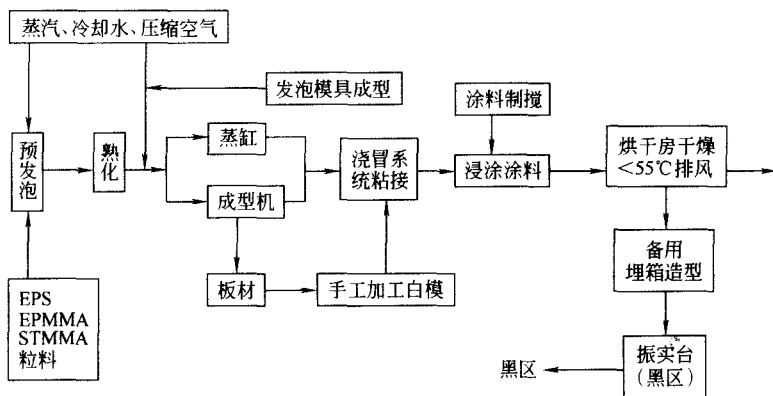 蒸汽、冷却水、压缩空气
发泡模具成型
涂料制搅
预发泡
熟化
蒸缸
成型机
浇冒系
统粘接
浸涂涂料
烘干房干燥
<55℃排风
板材
手工加工白模
备用
埋箱造型
EPS
EPMMA
STMMA
粒料
黑区
振实台
(黑区)